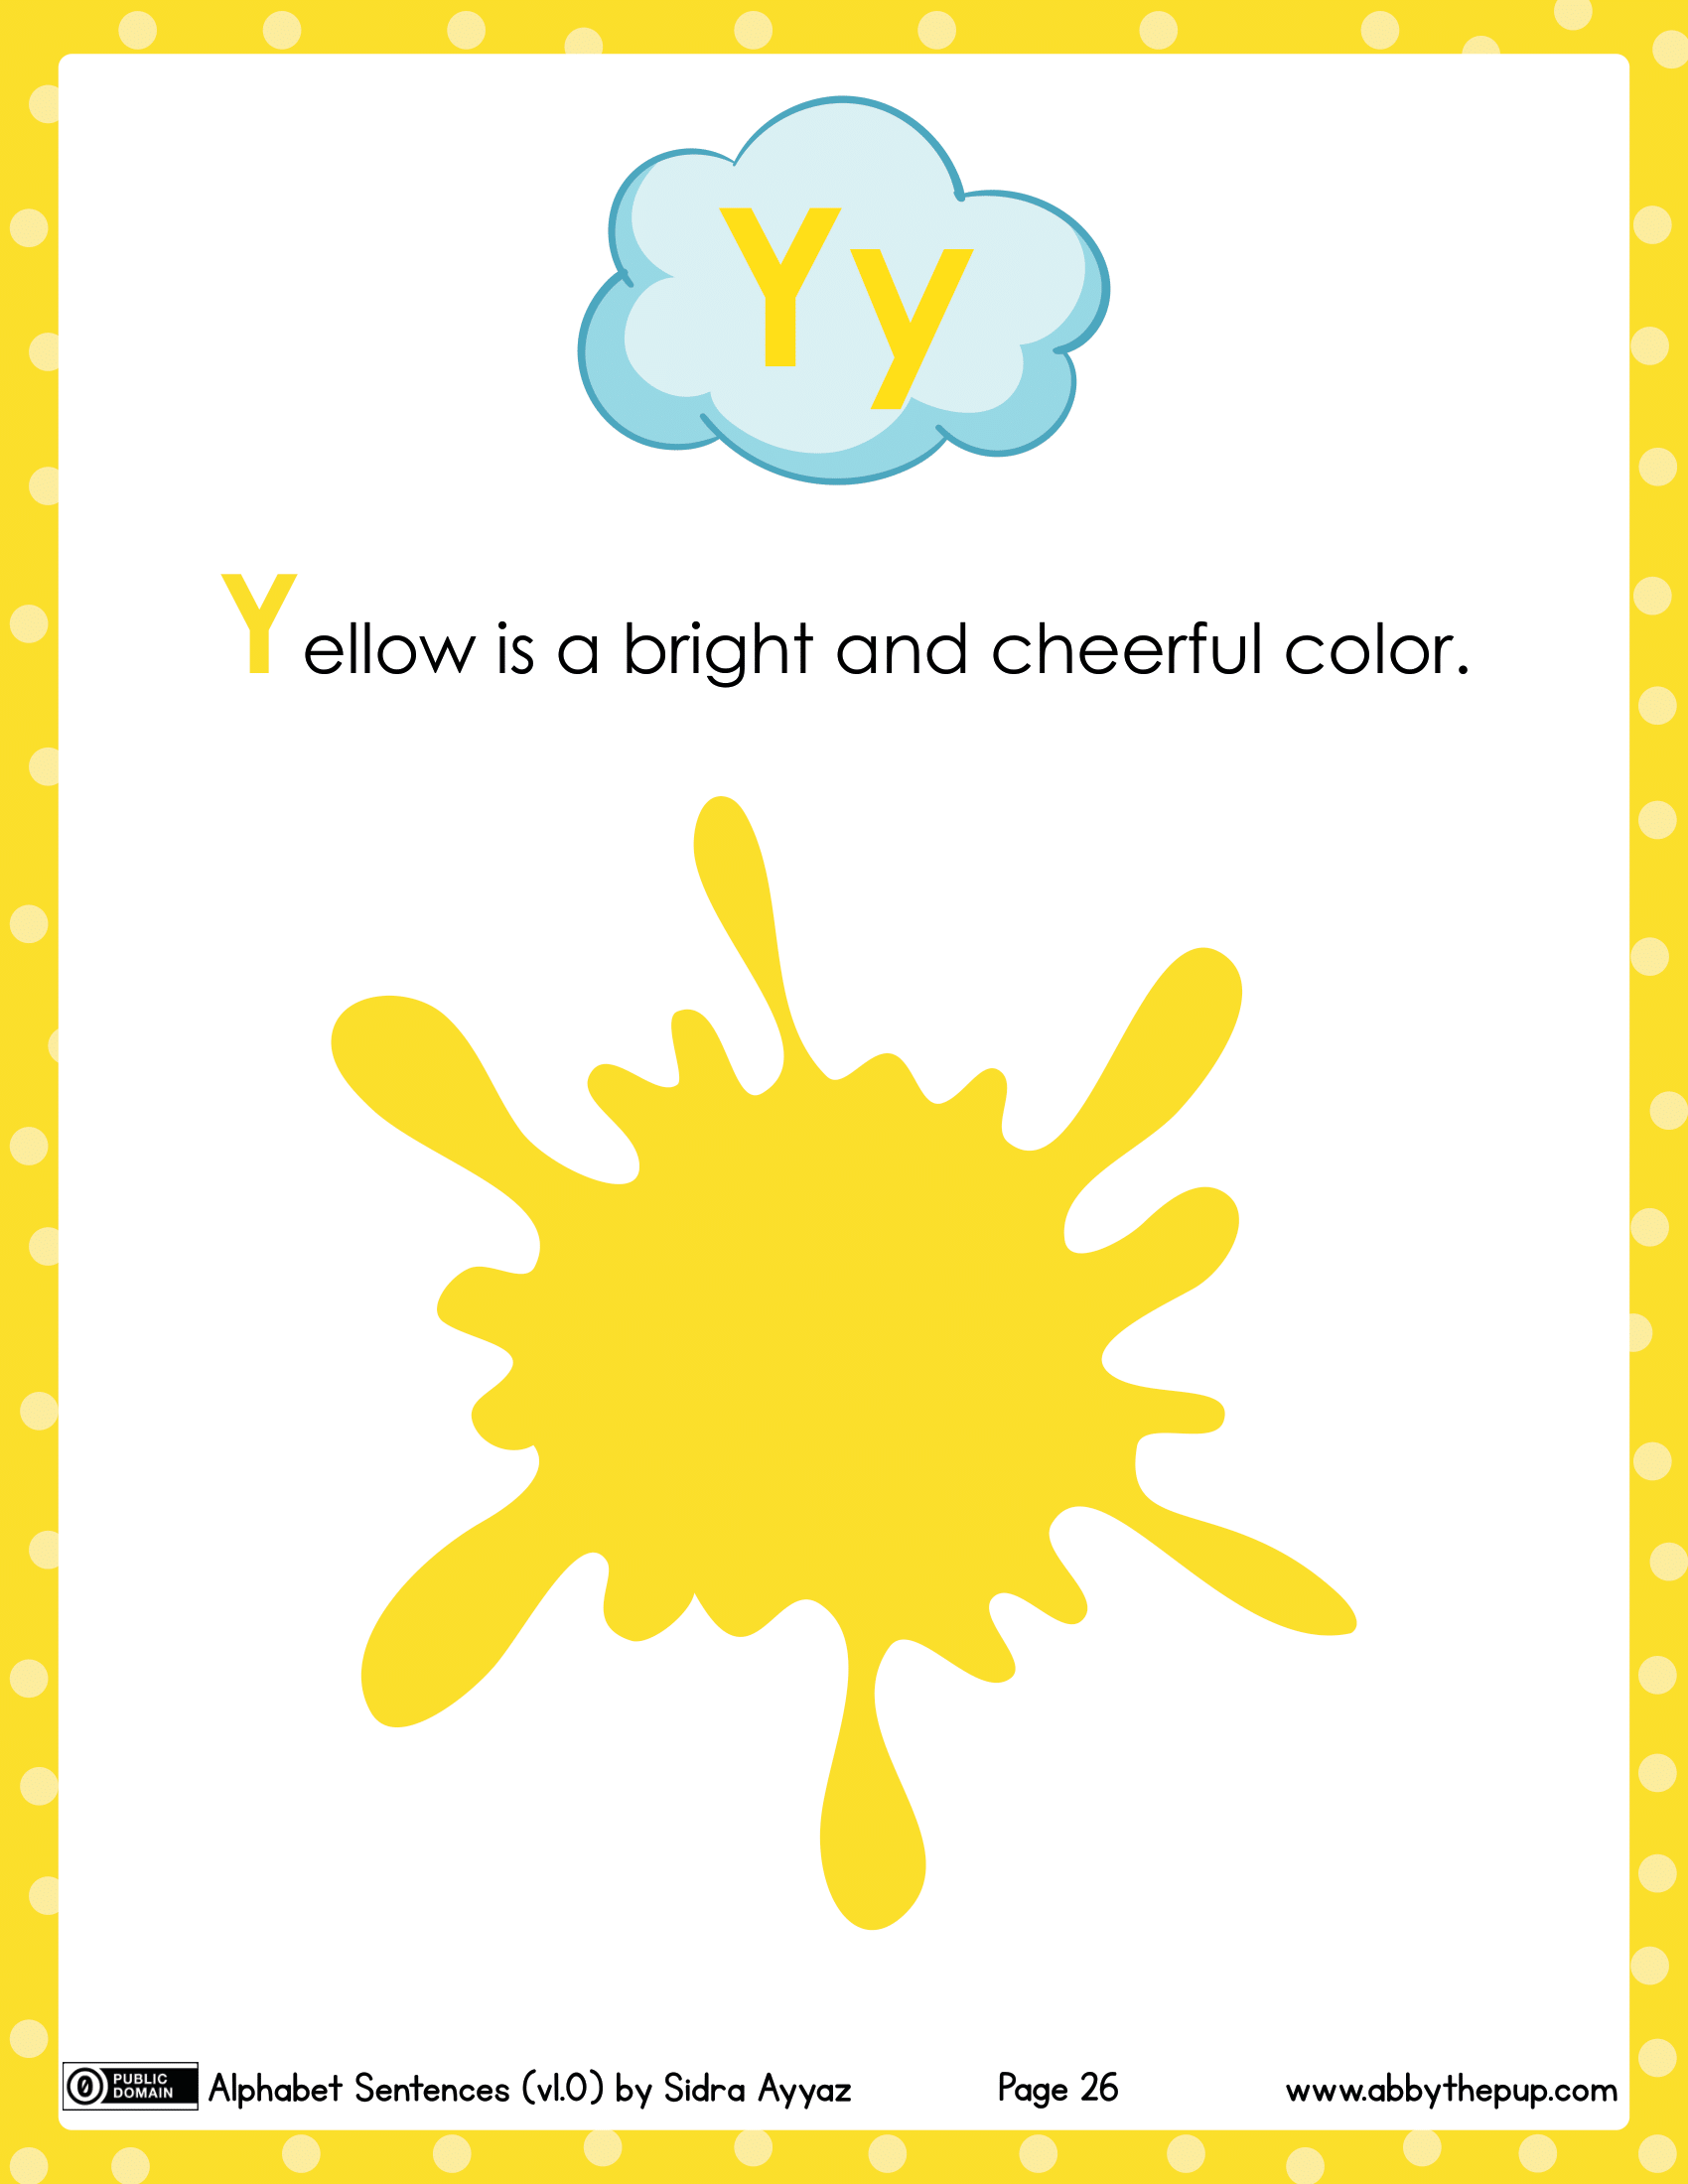 Yy
Yellow is a bright and cheerful color.
0 PUBLIC DOMAIN Alphabet Sentences (v1.0) by Sidra Ayyaz Page 26 www.abbythepup.com